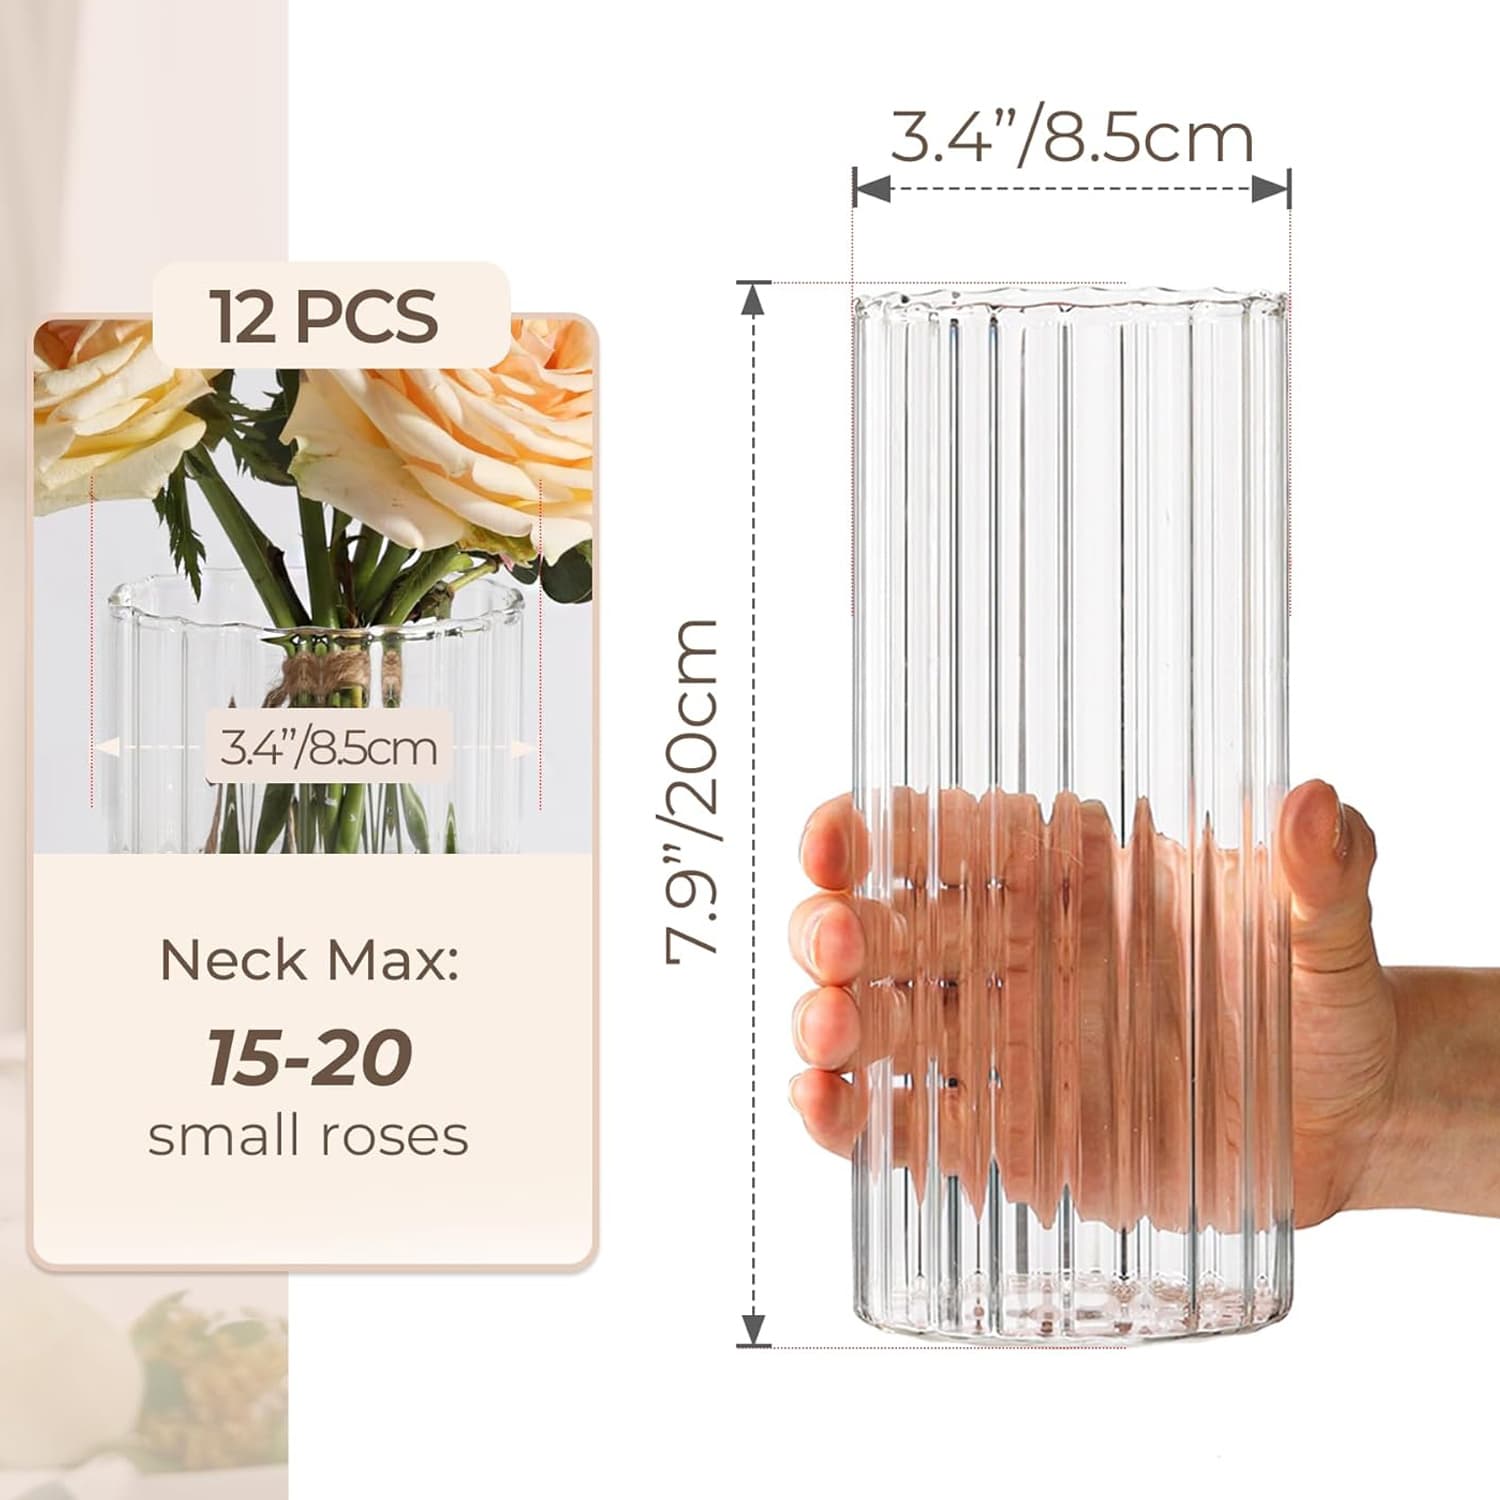 3.4”/8.5cm
12 PCS
3.4”/8.5cm
7.9"/20cm
Neck Max:
15-20
small roses